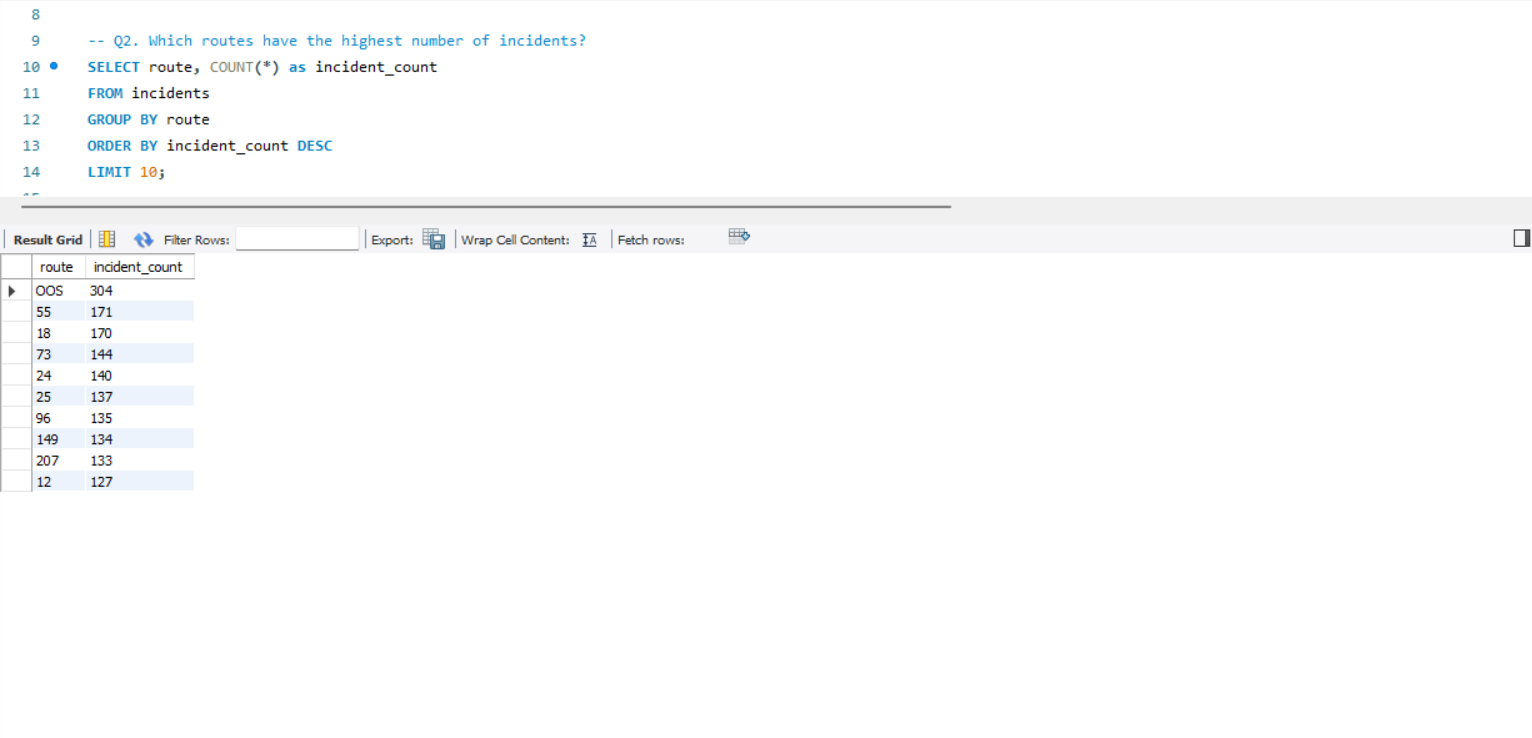 8
9 -- Q2. Which routes have the highest number of incidents?
10 SELECT route, COUNT(*) as incident_count
11 FROM incidents
12 GROUP BY route
13 ORDER BY incident_count DESC
14 LIMIT 10;
Result Grid Filter Rows: Export: Wrap Cell Content: Fetch rows:
route incident_count
OOS 304
55 171
18 170
73 144
24 140
25 137
96 135
149 134
207 133
12 127